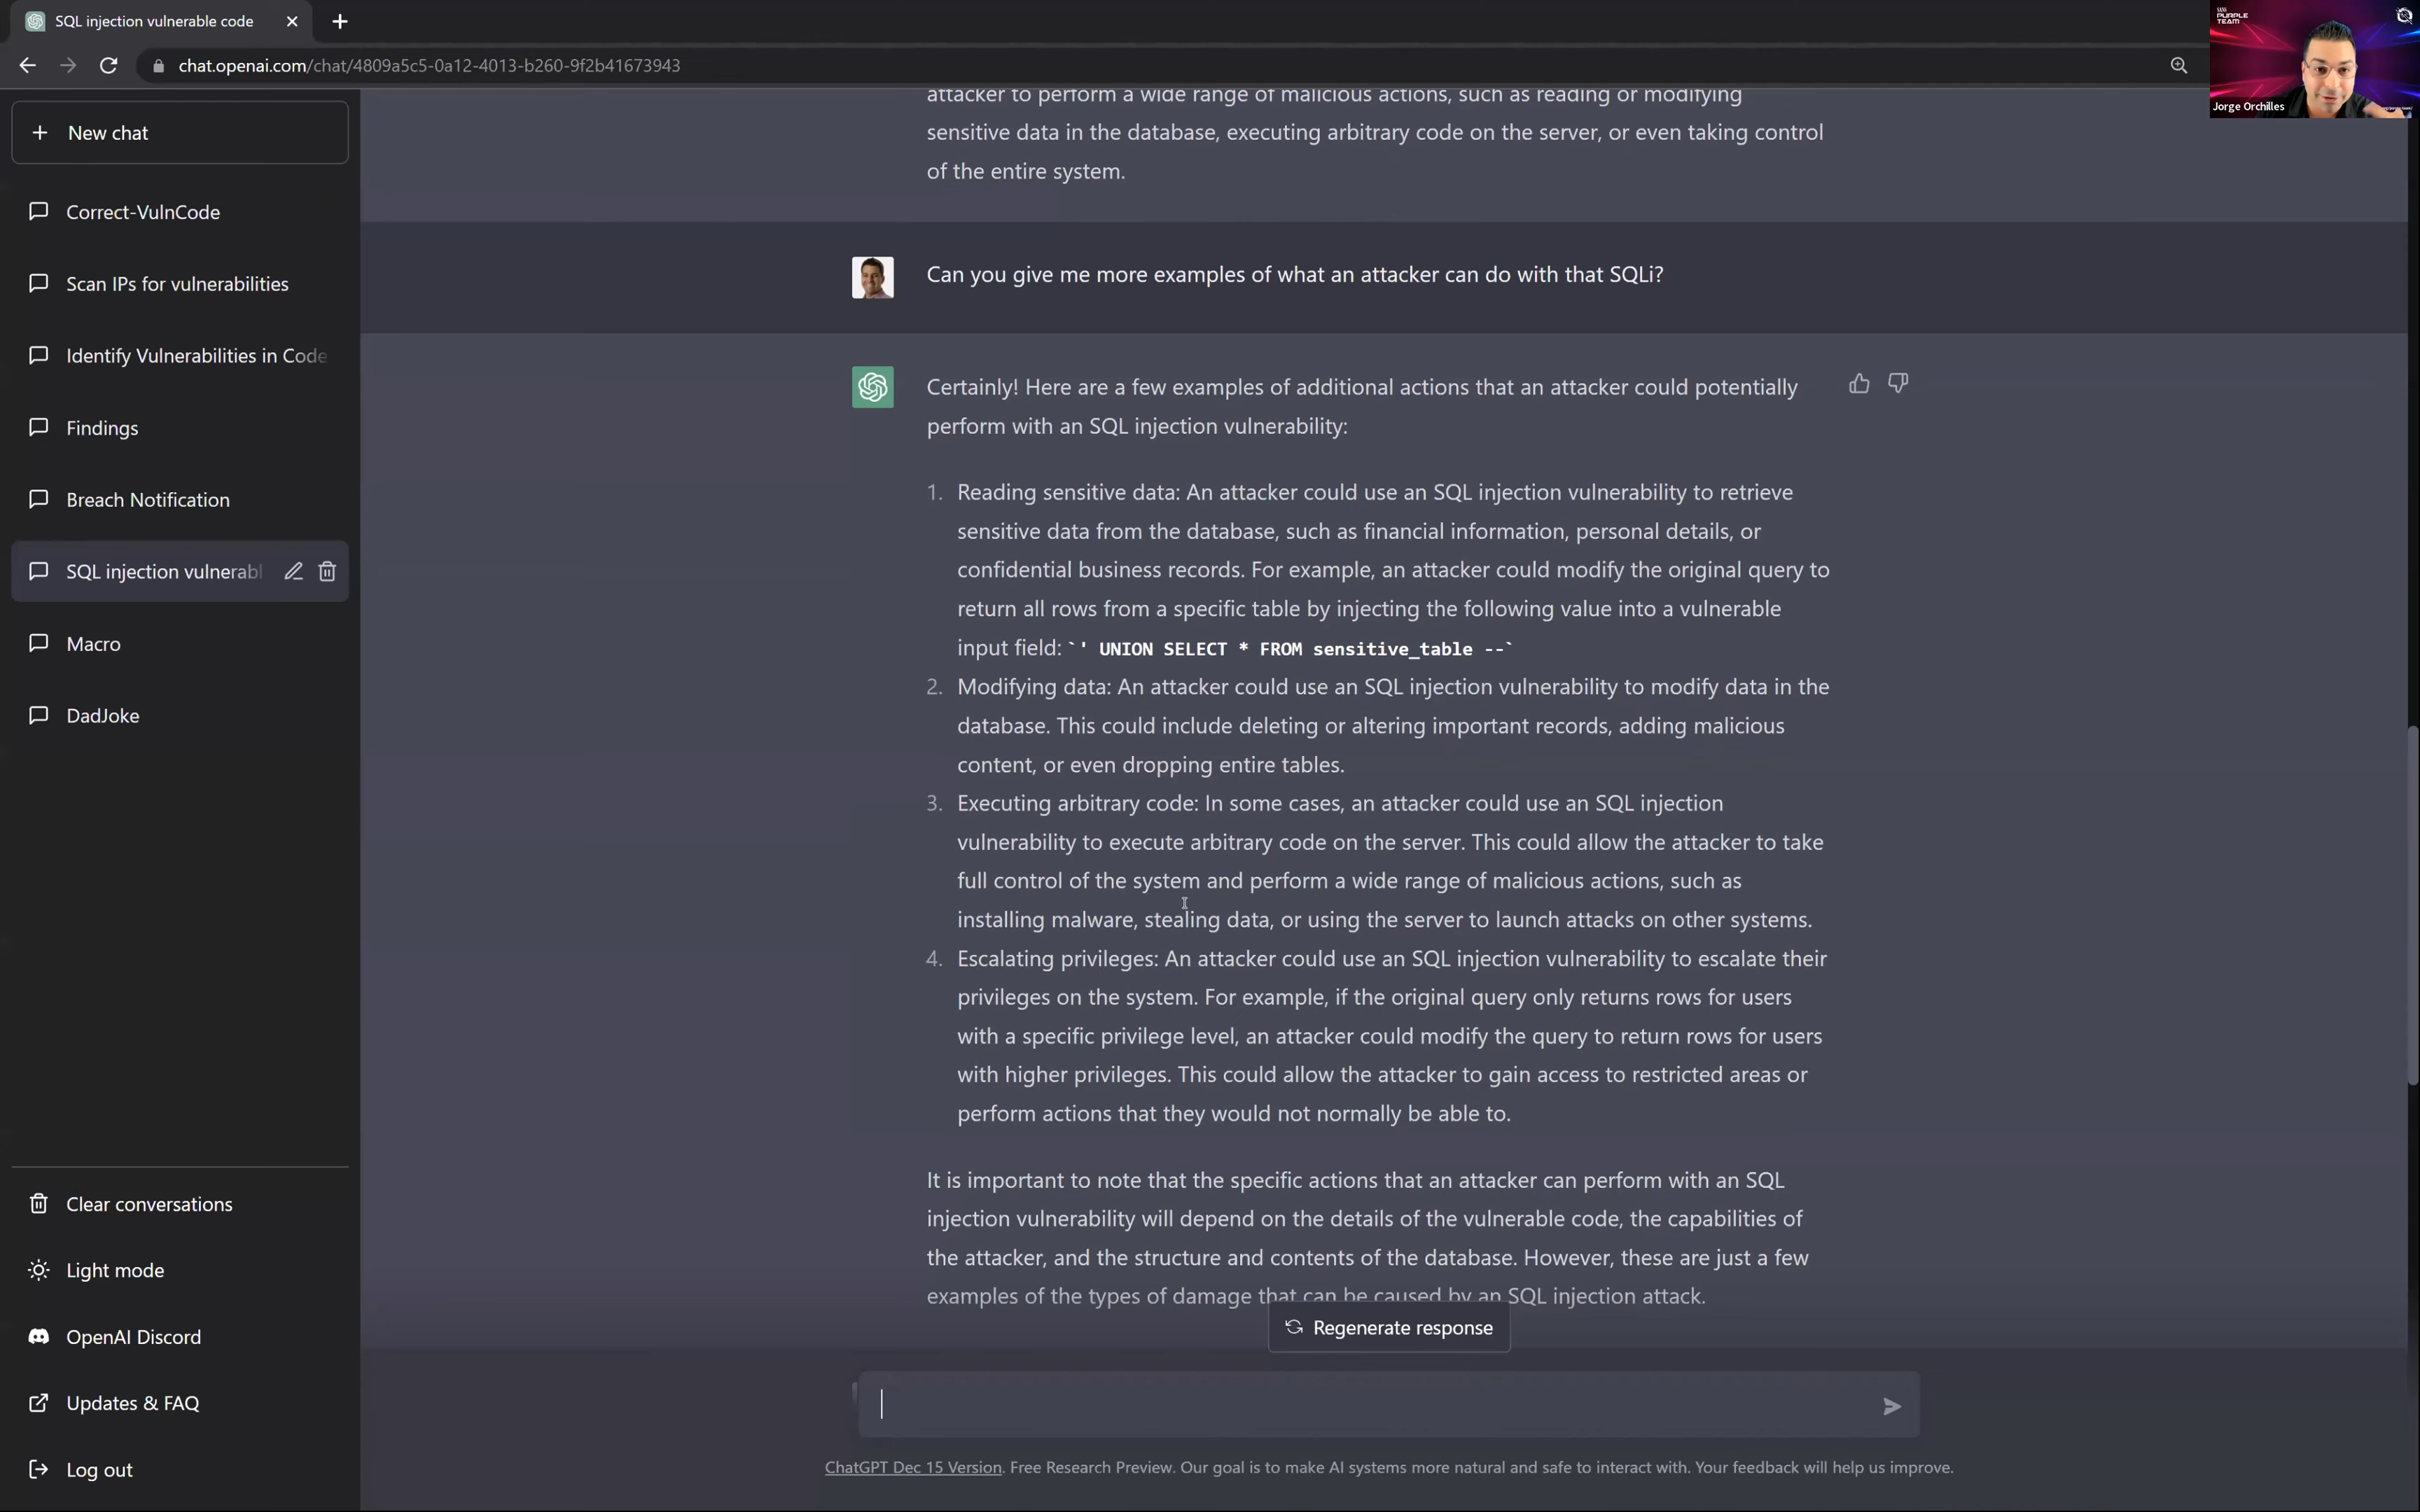 SQL injection vulnerable code
chat.openai.com/chat/4809a5c5-0a12-4013-b260-9f2b41673943
PURPLE
TEAM
Jorge Orchilles
New chat
Correct-VulnCode
Scan IPs for vulnerabilities
Identify Vulnerabilities in Code
Findings
Breach Notification
SQL injection vulnerabl
Macro
DadJoke
Clear conversations
Light mode
OpenAI Discord
Updates & FAQ
Log out
attacker to perform a wide range of malicious actions, such as reading or modifying
sensitive data in the database, executing arbitrary code on the server, or even taking control
of the entire system.
Can you give me more examples of what an attacker can do with that SQLi?
Certainly! Here are a few examples of additional actions that an attacker could potentially
perform with an SQL injection vulnerability:
1. Reading sensitive data: An attacker could use an SQL injection vulnerability to retrieve
sensitive data from the database, such as financial information, personal details, or
confidential business records. For example, an attacker could modify the original query to
return all rows from a specific table by injecting the following value into a vulnerable
input field: `' UNION SELECT * FROM sensitive_table --`
2. Modifying data: An attacker could use an SQL injection vulnerability to modify data in the
database. This could include deleting or altering important records, adding malicious
content, or even dropping entire tables.
3. Executing arbitrary code: In some cases, an attacker could use an SQL injection
vulnerability to execute arbitrary code on the server. This could allow the attacker to take
full control of the system and perform a wide range of malicious actions, such as
installing malware, stealing data, or using the server to launch attacks on other systems.
4. Escalating privileges: An attacker could use an SQL injection vulnerability to escalate their
privileges on the system. For example, if the original query only returns rows for users
with a specific privilege level, an attacker could modify the query to return rows for users
with higher privileges. This could allow the attacker to gain access to restricted areas or
perform actions that they would not normally be able to.
It is important to note that the specific actions that an attacker can perform with an SQL
injection vulnerability will depend on the details of the vulnerable code, the capabilities of
the attacker, and the structure and contents of the database. However, these are just a few
examples of the types of damage that can be caused by an SQL injection attack.
Regenerate response
ChatGPT Dec 15 Version. Free Research Preview. Our goal is to make AI systems more natural and safe to interact with. Your feedback will help us improve.